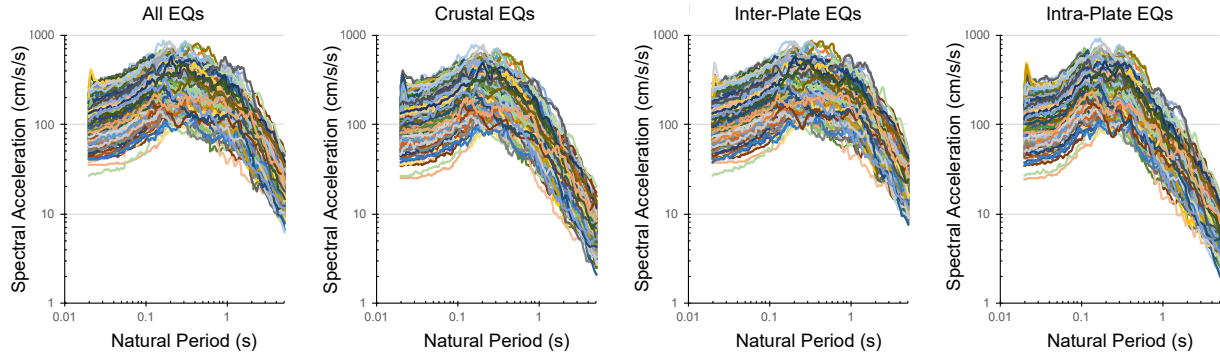 All EQs
Spectral Acceleration (cm/s/s)
1000
100
10
1
0.01
0.1
1
Natural Period (s)
Crustal EQs
Spectral Acceleration (cm/s/s)
1000
100
10
1
0.01
0.1
1
Natural Period (s)
Inter-Plate EQs
Spectral Acceleration (cm/s/s)
1000
100
10
1
0.01
0.1
1
Natural Period (s)
Intra-Plate EQs
Spectral Acceleration (cm/s/s)
1000
100
10
1
0.01
0.1
1
Natural Period (s)